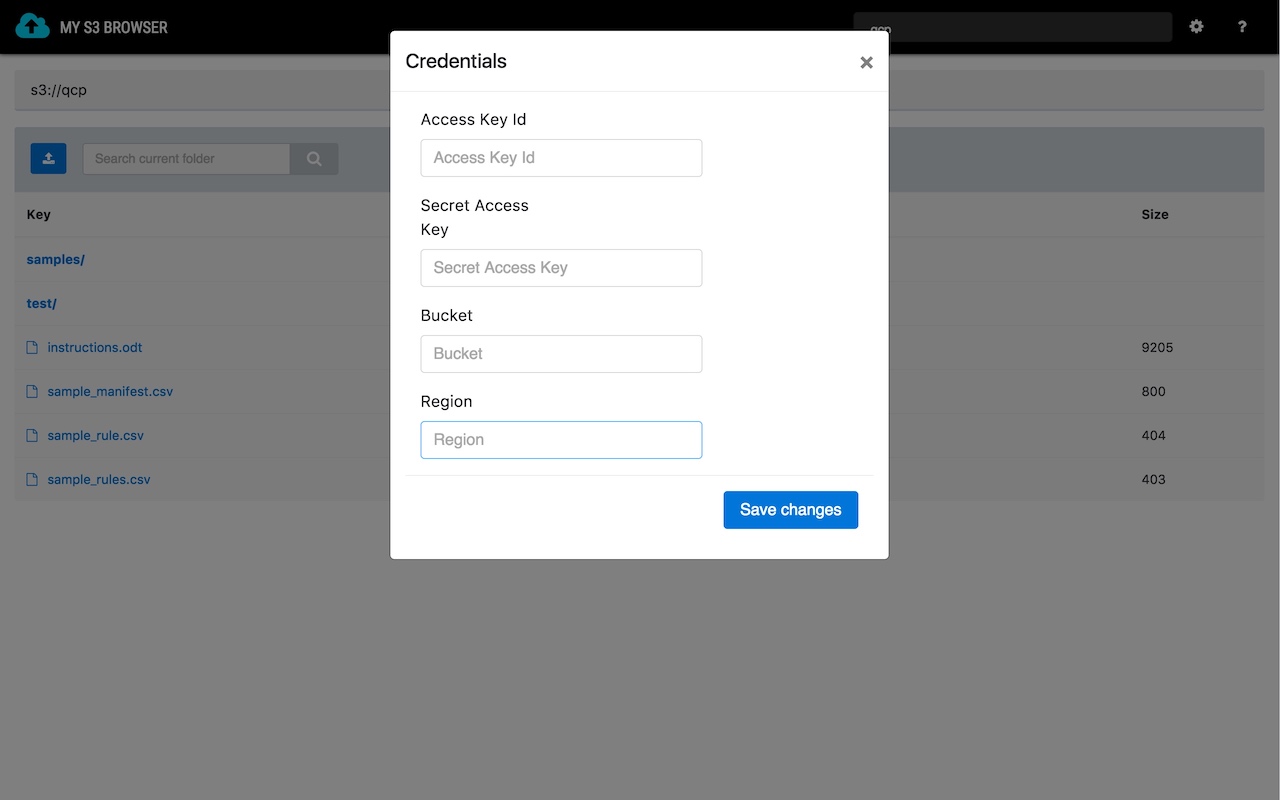 MY S3 BROWSER
qcp
?
Credentials
×
s3://qcp
Access Key Id
Access Key Id
Search current folder
Secret Access
Key
Secret Access Key
Bucket
Bucket
Region
Region
Save changes
Key
Size
samples/
test/
instructions.odt
9205
sample_manifest.csv
800
sample_rule.csv
404
sample_rules.csv
403